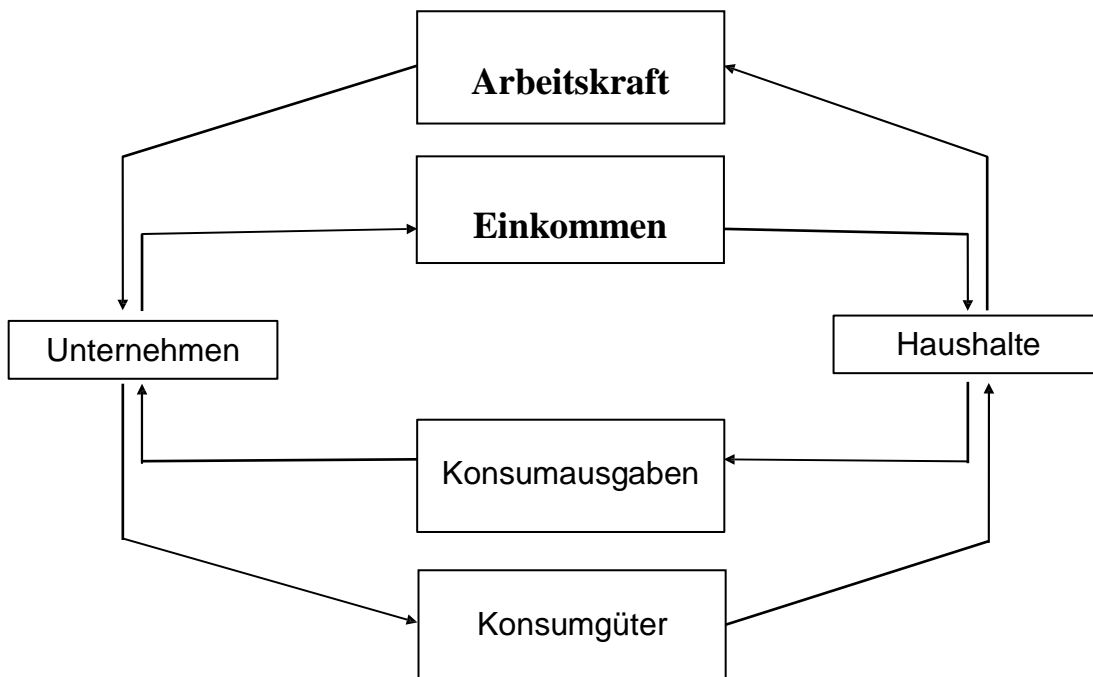 Arbeitskraft
Einkommen
Unternehmen
Haushalte
Konsumausgaben
Konsumgüter